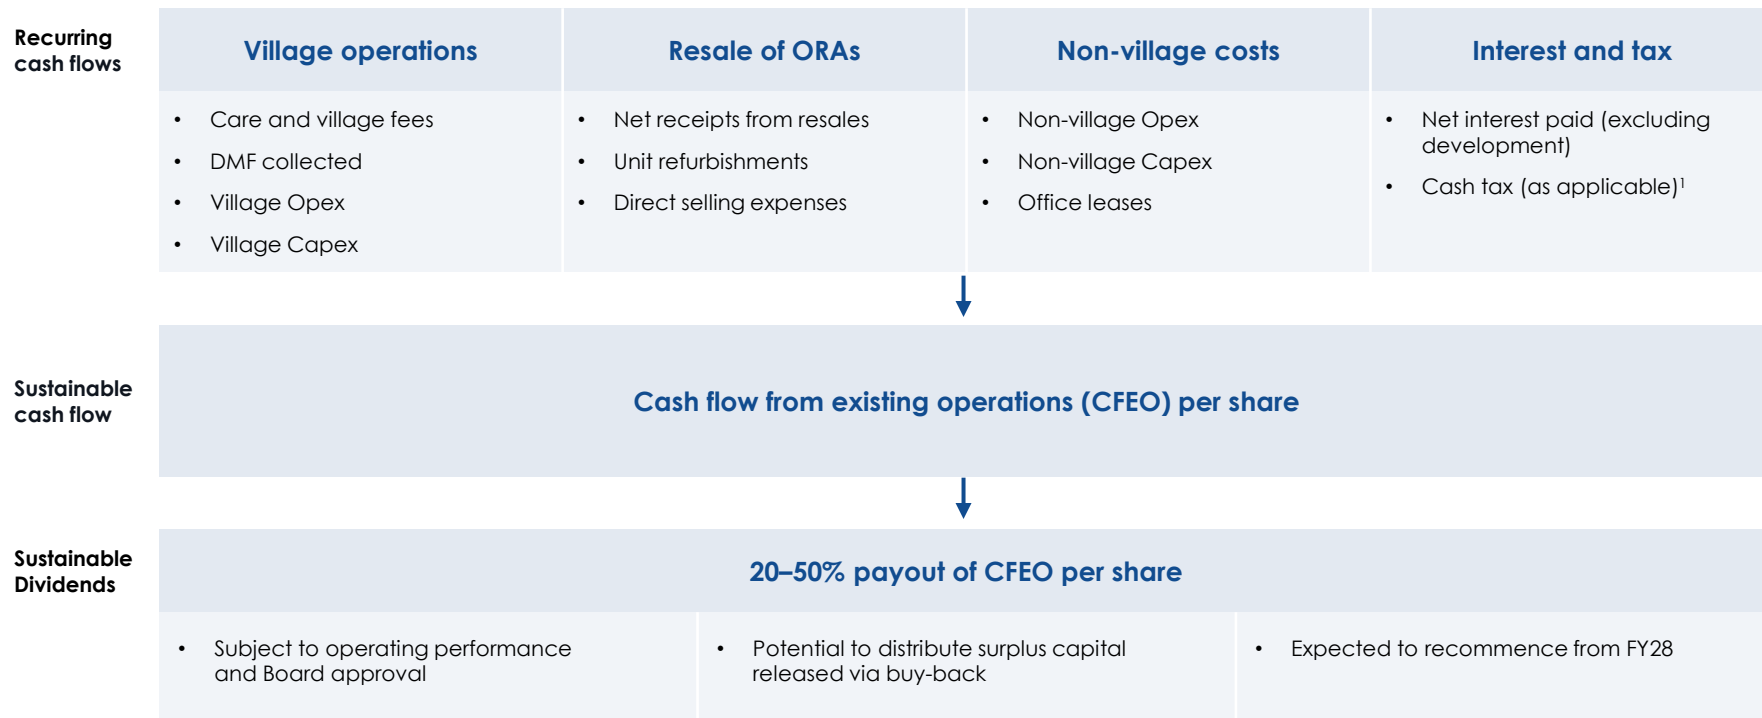 Recurring
cash flows
Village operations
Resale of ORAs
Non-village costs
Interest and tax
• Care and village fees
• DMF collected
• Village Opex
• Village Capex
• Net receipts from resales
• Unit refurbishments
• Direct selling expenses
• Non-village Opex
• Non-village Capex
• Office leases
• Net interest paid (excluding
development)
• Cash tax (as applicable)¹
Sustainable
cash flow
Cash flow from existing operations (CFEO) per share
Sustainable
Dividends
20–50% payout of CFEO per share
• Subject to operating performance
and Board approval
• Potential to distribute surplus capital
released via buy-back
• Expected to recommence from FY28